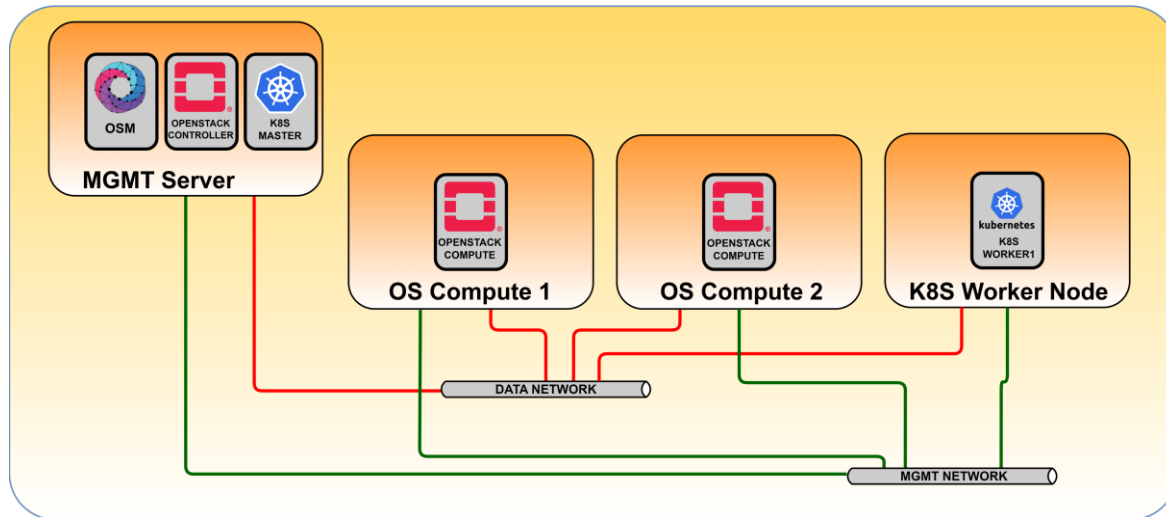 OSM
OPENSTACK
CONTROLLER
K8S
MASTER
MGMT Server
OPENSTACK
COMPUTE
OS Compute 1
OPENSTACK
COMPUTE
OS Compute 2
kubernetes
K8S
WORKER1
K8S Worker Node
DATA NETWORK
MGMT NETWORK